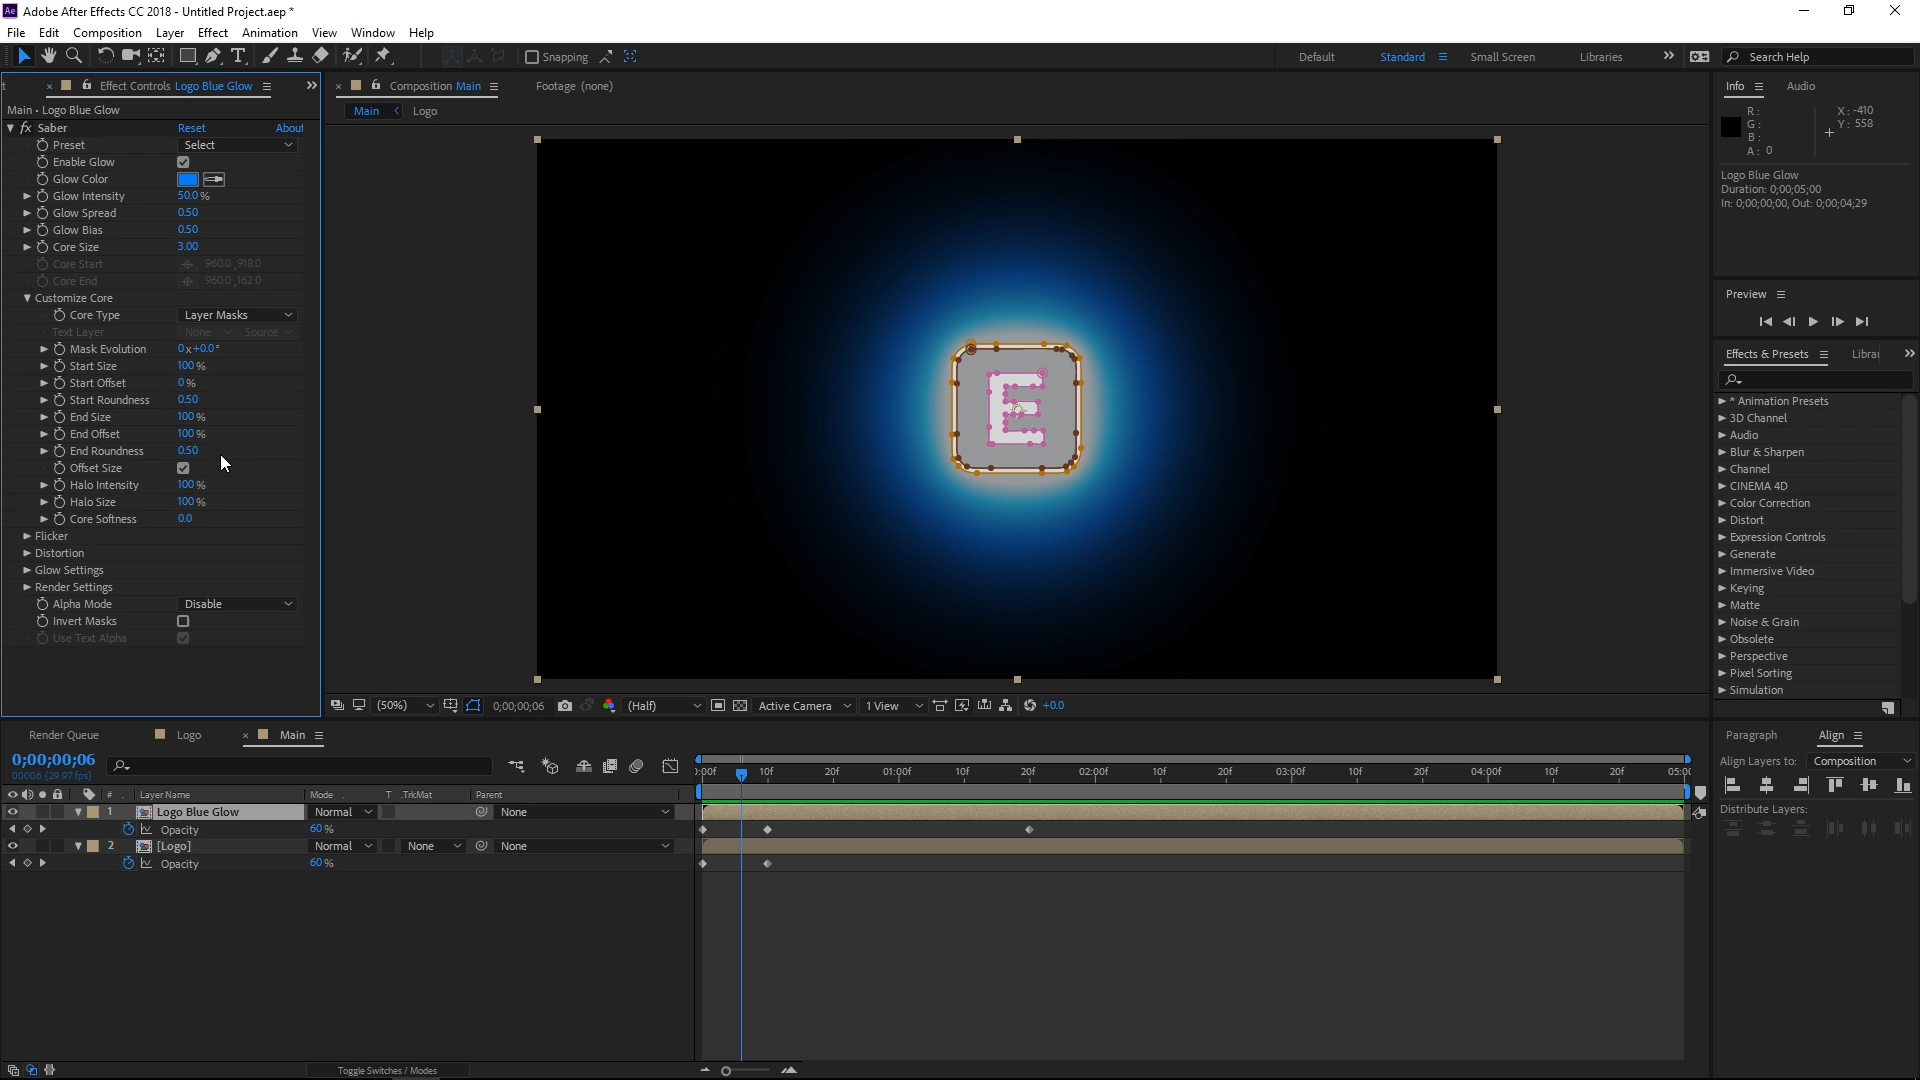 Ae Adobe After Effects CC 2018 - Untitled Project.aep *
File Edit Composition Layer Effect Animation View Window Help
Snapping
Default Standard Small Screen Libraries Search Help
t Effect Controls Logo Blue Glow
Composition Main Footage (none)
Info Audio
Main • Logo Blue Glow
Main Logo
fx Saber Reset About
Preset Select
Enable Glow
Glow Color
Glow Intensity 50.0 %
Glow Spread 0.50
Glow Bias 0.50
Core Size 3.00
Core Start 960.0 ,918.0
Core End 960.0 ,162.0
Customize Core
Core Type Layer Masks
Text Layer None Source
Mask Evolution 0 x+0.0 °
Start Size 100 %
Start Offset 0 %
Start Roundness 0.50
End Size 100 %
End Offset 100 %
End Roundness 0.50
Offset Size
Halo Intensity 100 %
Halo Size 100 %
Core Softness 0.0
Flicker
Distortion
Glow Settings
Render Settings
Alpha Mode Disable
Invert Masks
Use Text Alpha
E
R: X: -410
G: Y: 558
B:
A: 0
Logo Blue Glow
Duration: 0;00;05;00
In: 0;00;00;00, Out: 0;00;04;29
Preview
Effects & Presets Librar
* Animation Presets
3D Channel
Audio
Blur & Sharpen
Channel
CINEMA 4D
Color Correction
Distort
Expression Controls
Generate
Immersive Video
Keying
Matte
Noise & Grain
Obsolete
Perspective
Pixel Sorting
Simulation
(50%) 0;00;00;06 (Half) Active Camera 1 View +0.0
Render Queue Logo Main
0;00;00;06
00006 (29.97 fps)
):00f 10f 20f 01:00f 10f 20f 02:00f 10f 20f 03:00f 10f 20f 04:00f 10f 20f 05:00
# Layer Name Mode T .TrkMat Parent
1 Logo Blue Glow Normal None
Opacity 60 %
2 [Logo] Normal None None
Opacity 60 %
Toggle Switches / Modes
Paragraph Align
Align Layers to: Composition
Distribute Layers: